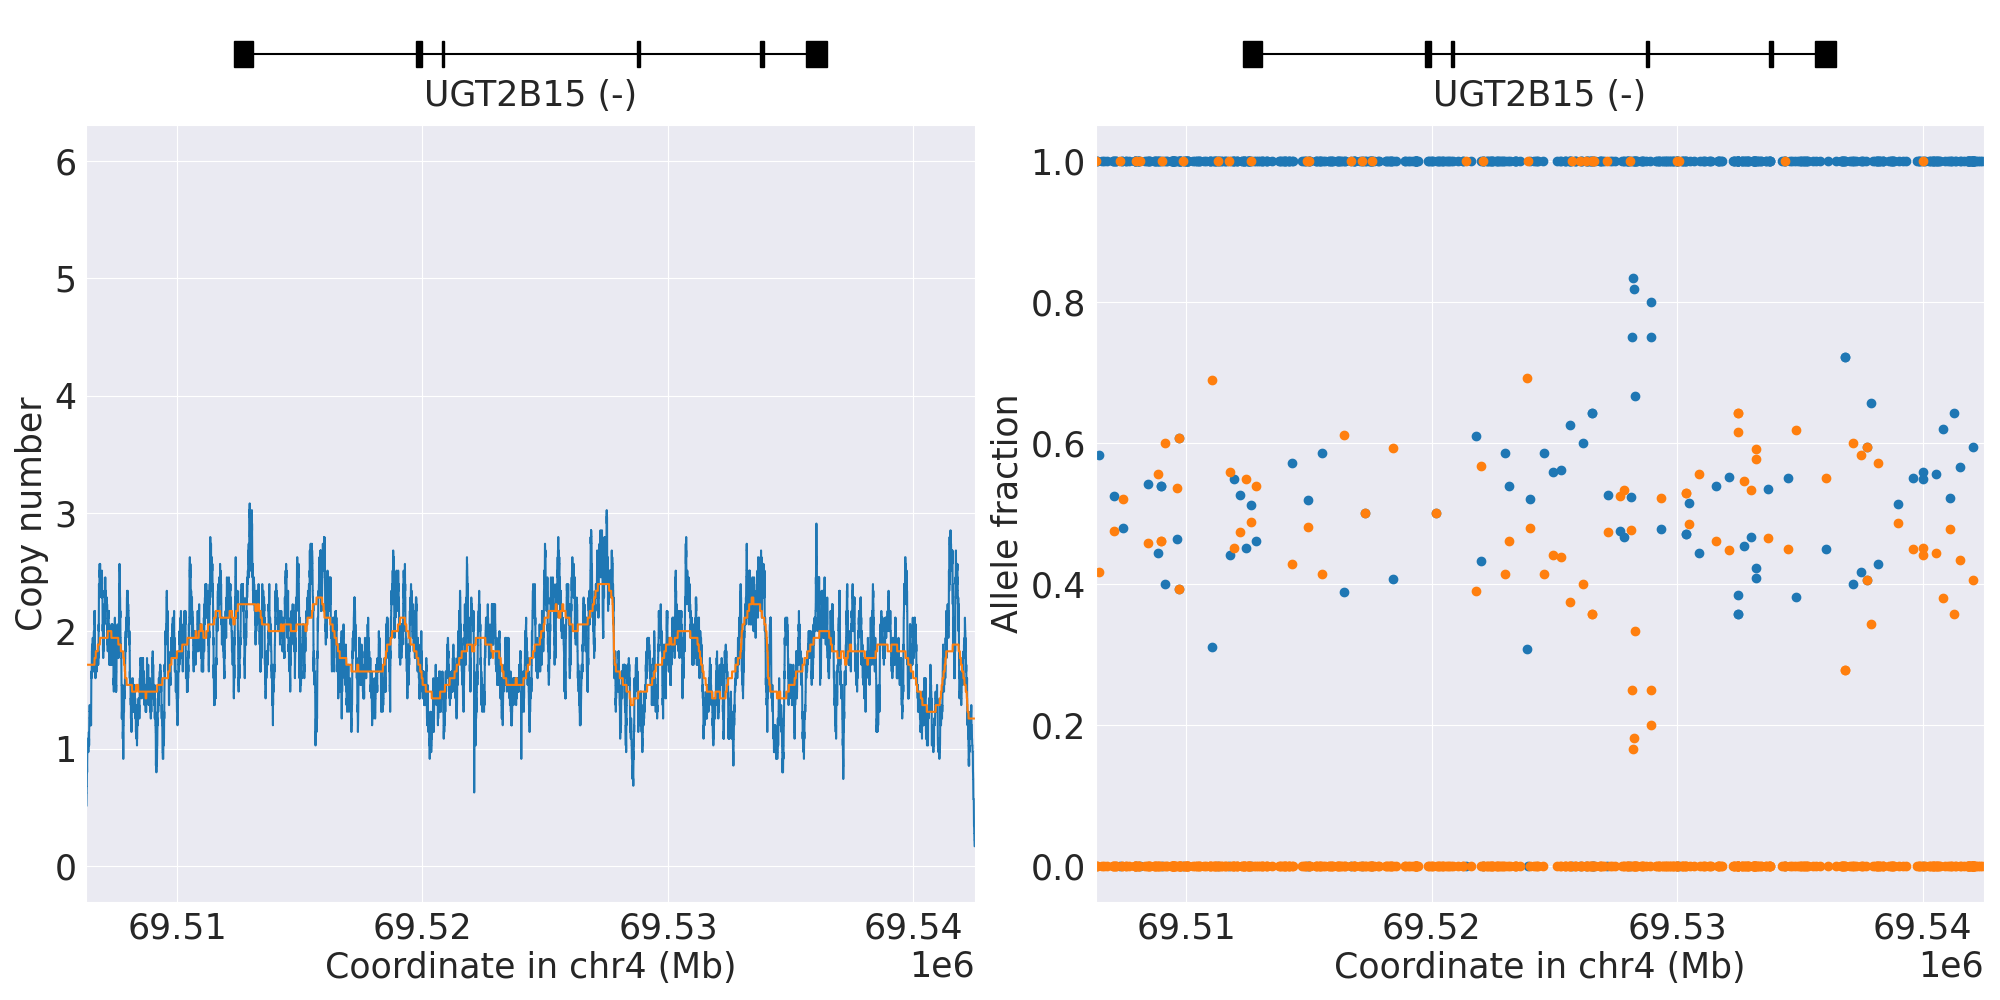 UGT2B15 (-)
6
5
4
3
2
1
0
Copy number
69.51 69.52 69.53 69.54
Coordinate in chr4 (Mb)
1e6
UGT2B15 (-)
1.0
0.8
0.6
0.4
0.2
0.0
Allele fraction
69.51 69.52 69.53 69.54
Coordinate in chr4 (Mb)
1e6